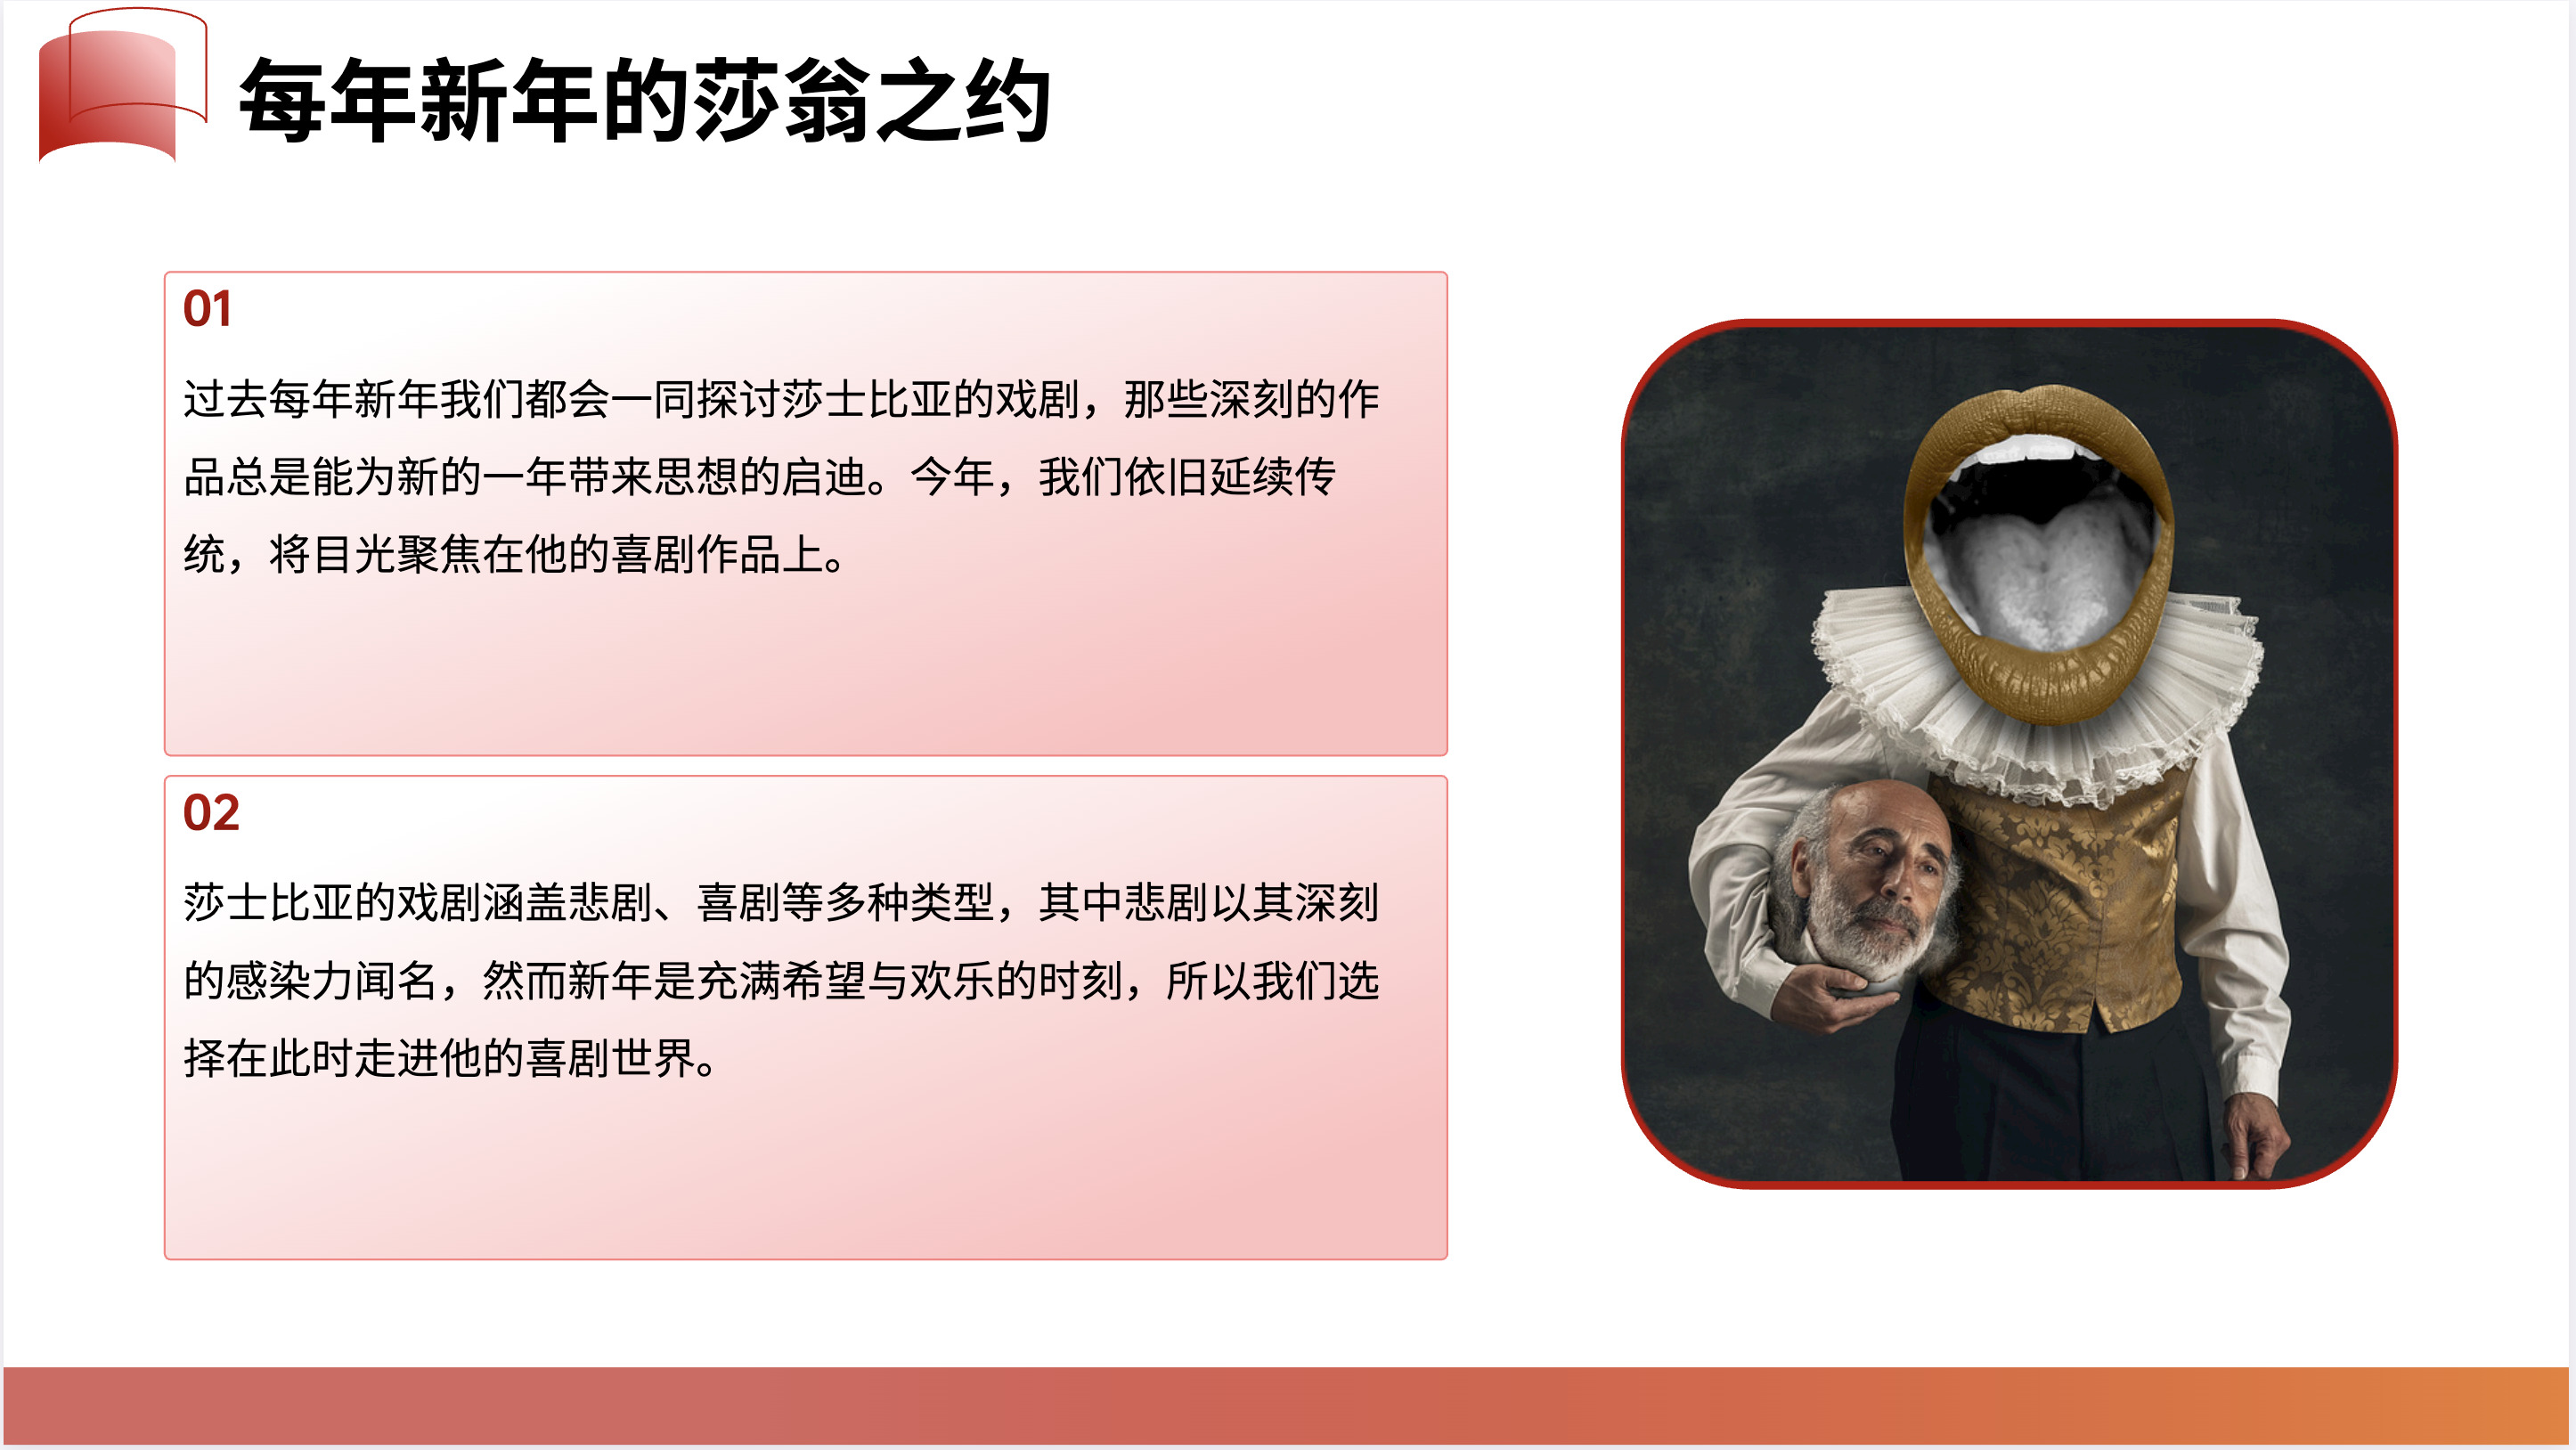 每年新年的莎翁之约
01
过去每年新年我们都会一同探讨莎士比亚的戏剧，那些深刻的作
品总是能为新的一年带来思想的启迪。今年，我们依旧延续传
统，将目光聚焦在他的喜剧作品上。
02
莎士比亚的戏剧涵盖悲剧、喜剧等多种类型，其中悲剧以其深刻
的感染力闻名，然而新年是充满希望与欢乐的时刻，所以我们选
择在此时走进他的喜剧世界。